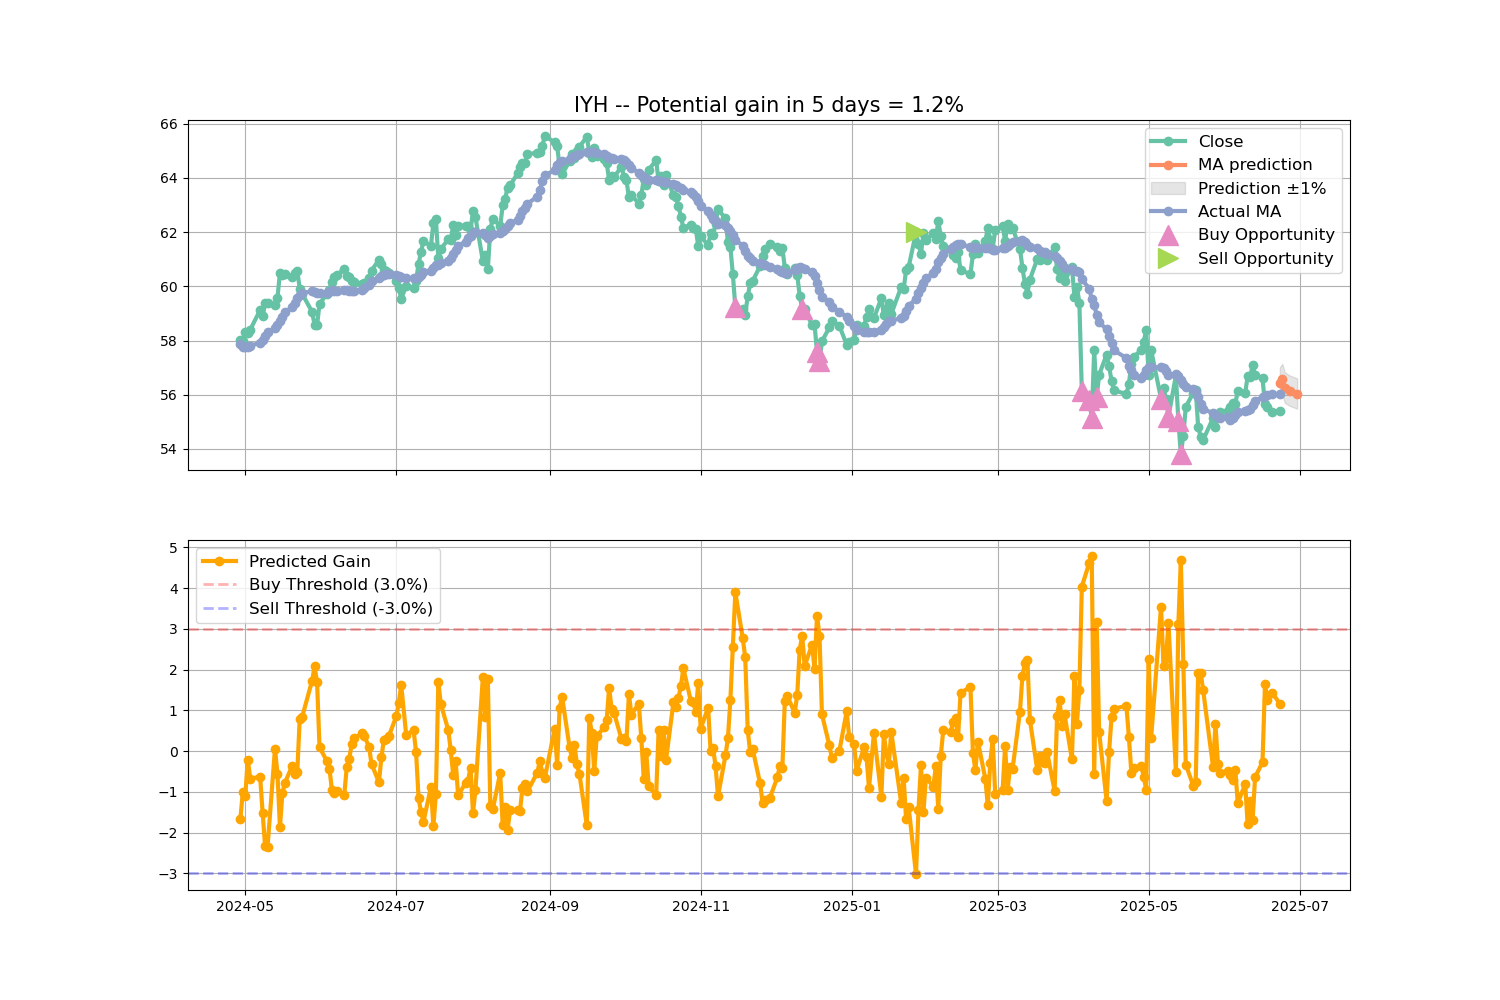 IYH -- Potential gain in 5 days = 1.2%
66
64
62
60
58
56
54
Close
MA prediction
Prediction ±1%
Actual MA
Buy Opportunity
Sell Opportunity
5
4
3
2
1
0
−1
−2
−3
Predicted Gain
Buy Threshold (3.0%)
Sell Threshold (-3.0%)
2024-05
2024-07
2024-09
2024-11
2025-01
2025-03
2025-05
2025-07